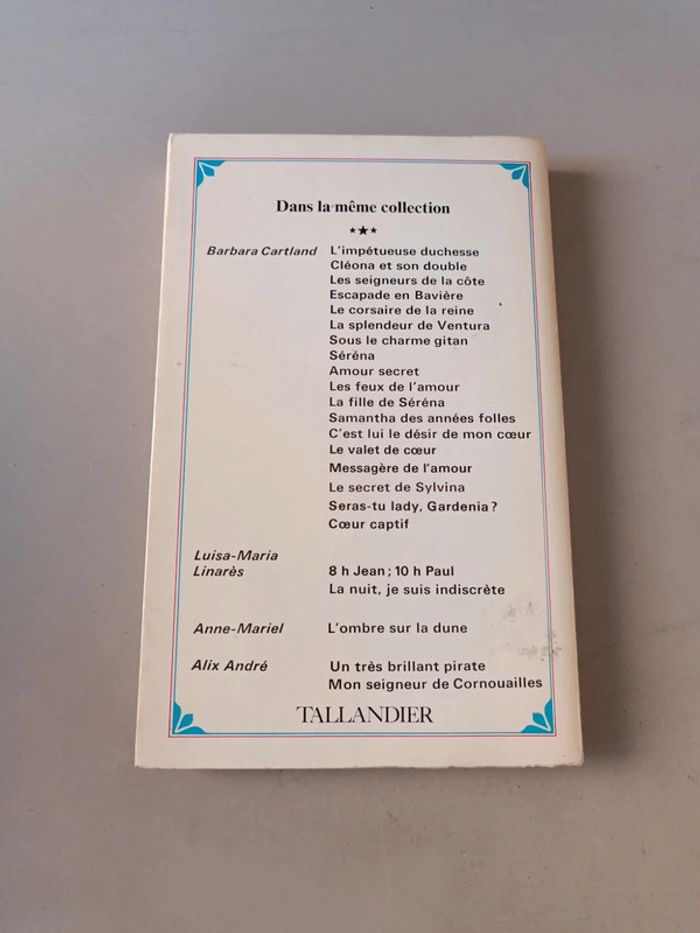 Dans la même collection
★★★
Barbara Cartland L'impétueuse duchesse
Cléona et son double
Les seigneurs de la côte
Escapade en Bavière
Le corsaire de la reine
La splendeur de Ventura
Sous le charme gitan
Séréna
Amour secret
Les feux de l'amour
La fille de Séréna
Samantha des années folles
C'est lui le désir de mon cœur
Le valet de cœur
Messagère de l'amour
Le secret de Sylvina
Seras-tu lady, Gardenia ?
Cœur captif
Luisa-Maria
Linarès 8 h Jean ; 10 h Paul
La nuit, je suis indiscrète
Anne-Mariel L'ombre sur la dune
Alix André Un très brillant pirate
Mon seigneur de Cornouailles
TALLANDIER